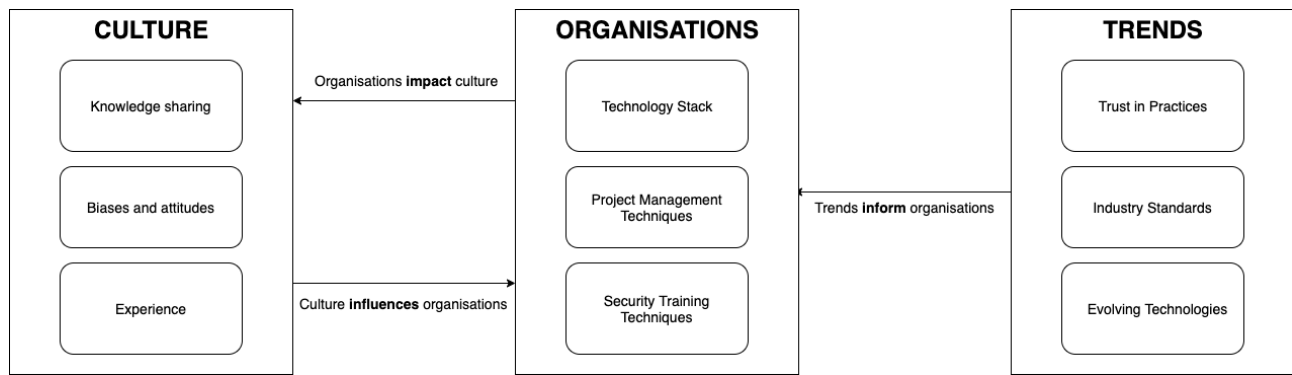 CULTURE
Knowledge sharing
Biases and attitudes
Experience
Organisations impact culture
Culture influences organisations
ORGANISATIONS
Technology Stack
Project Management
Techniques
Security Training
Techniques
Trends inform organisations
TRENDS
Trust in Practices
Industry Standards
Evolving Technologies